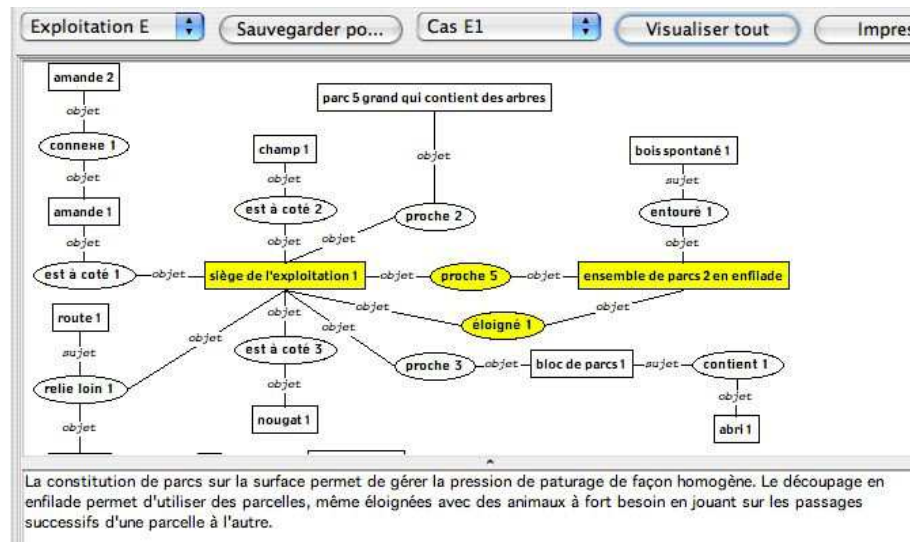 Exploitation E Sauvegarder po... Cas E1 Visualiser tout Impres
amande 2
parc 5 grand qui contient des arbres
objet
connexe 1
champ 1
objet
bois spontané 1
objet
objet
sujet
amande 1
est à coté 2
proche 2
entouré 1
objet
objet
objet
objet
est à coté 1
objet
siège de l'exploitation 1
objet
proche 5
objet
ensemble de parcs 2 en enfilade
route 1
objet
objet
objet
objet
éloigné 1
objet
sujet
est à coté 3
relie loin 1
proche 3
objet
bloc de parcs 1
sujet
contient 1
objet
objet
objet
nougat 1
abri 1
La constitution de parcs sur la surface permet de gérer la pression de paturage de façon homogène. Le découpage en
enfilade permet d'utiliser des parcelles, même éloignées avec des animaux à fort besoin en jouant sur les passages
successifs d'une parcelle à l'autre.